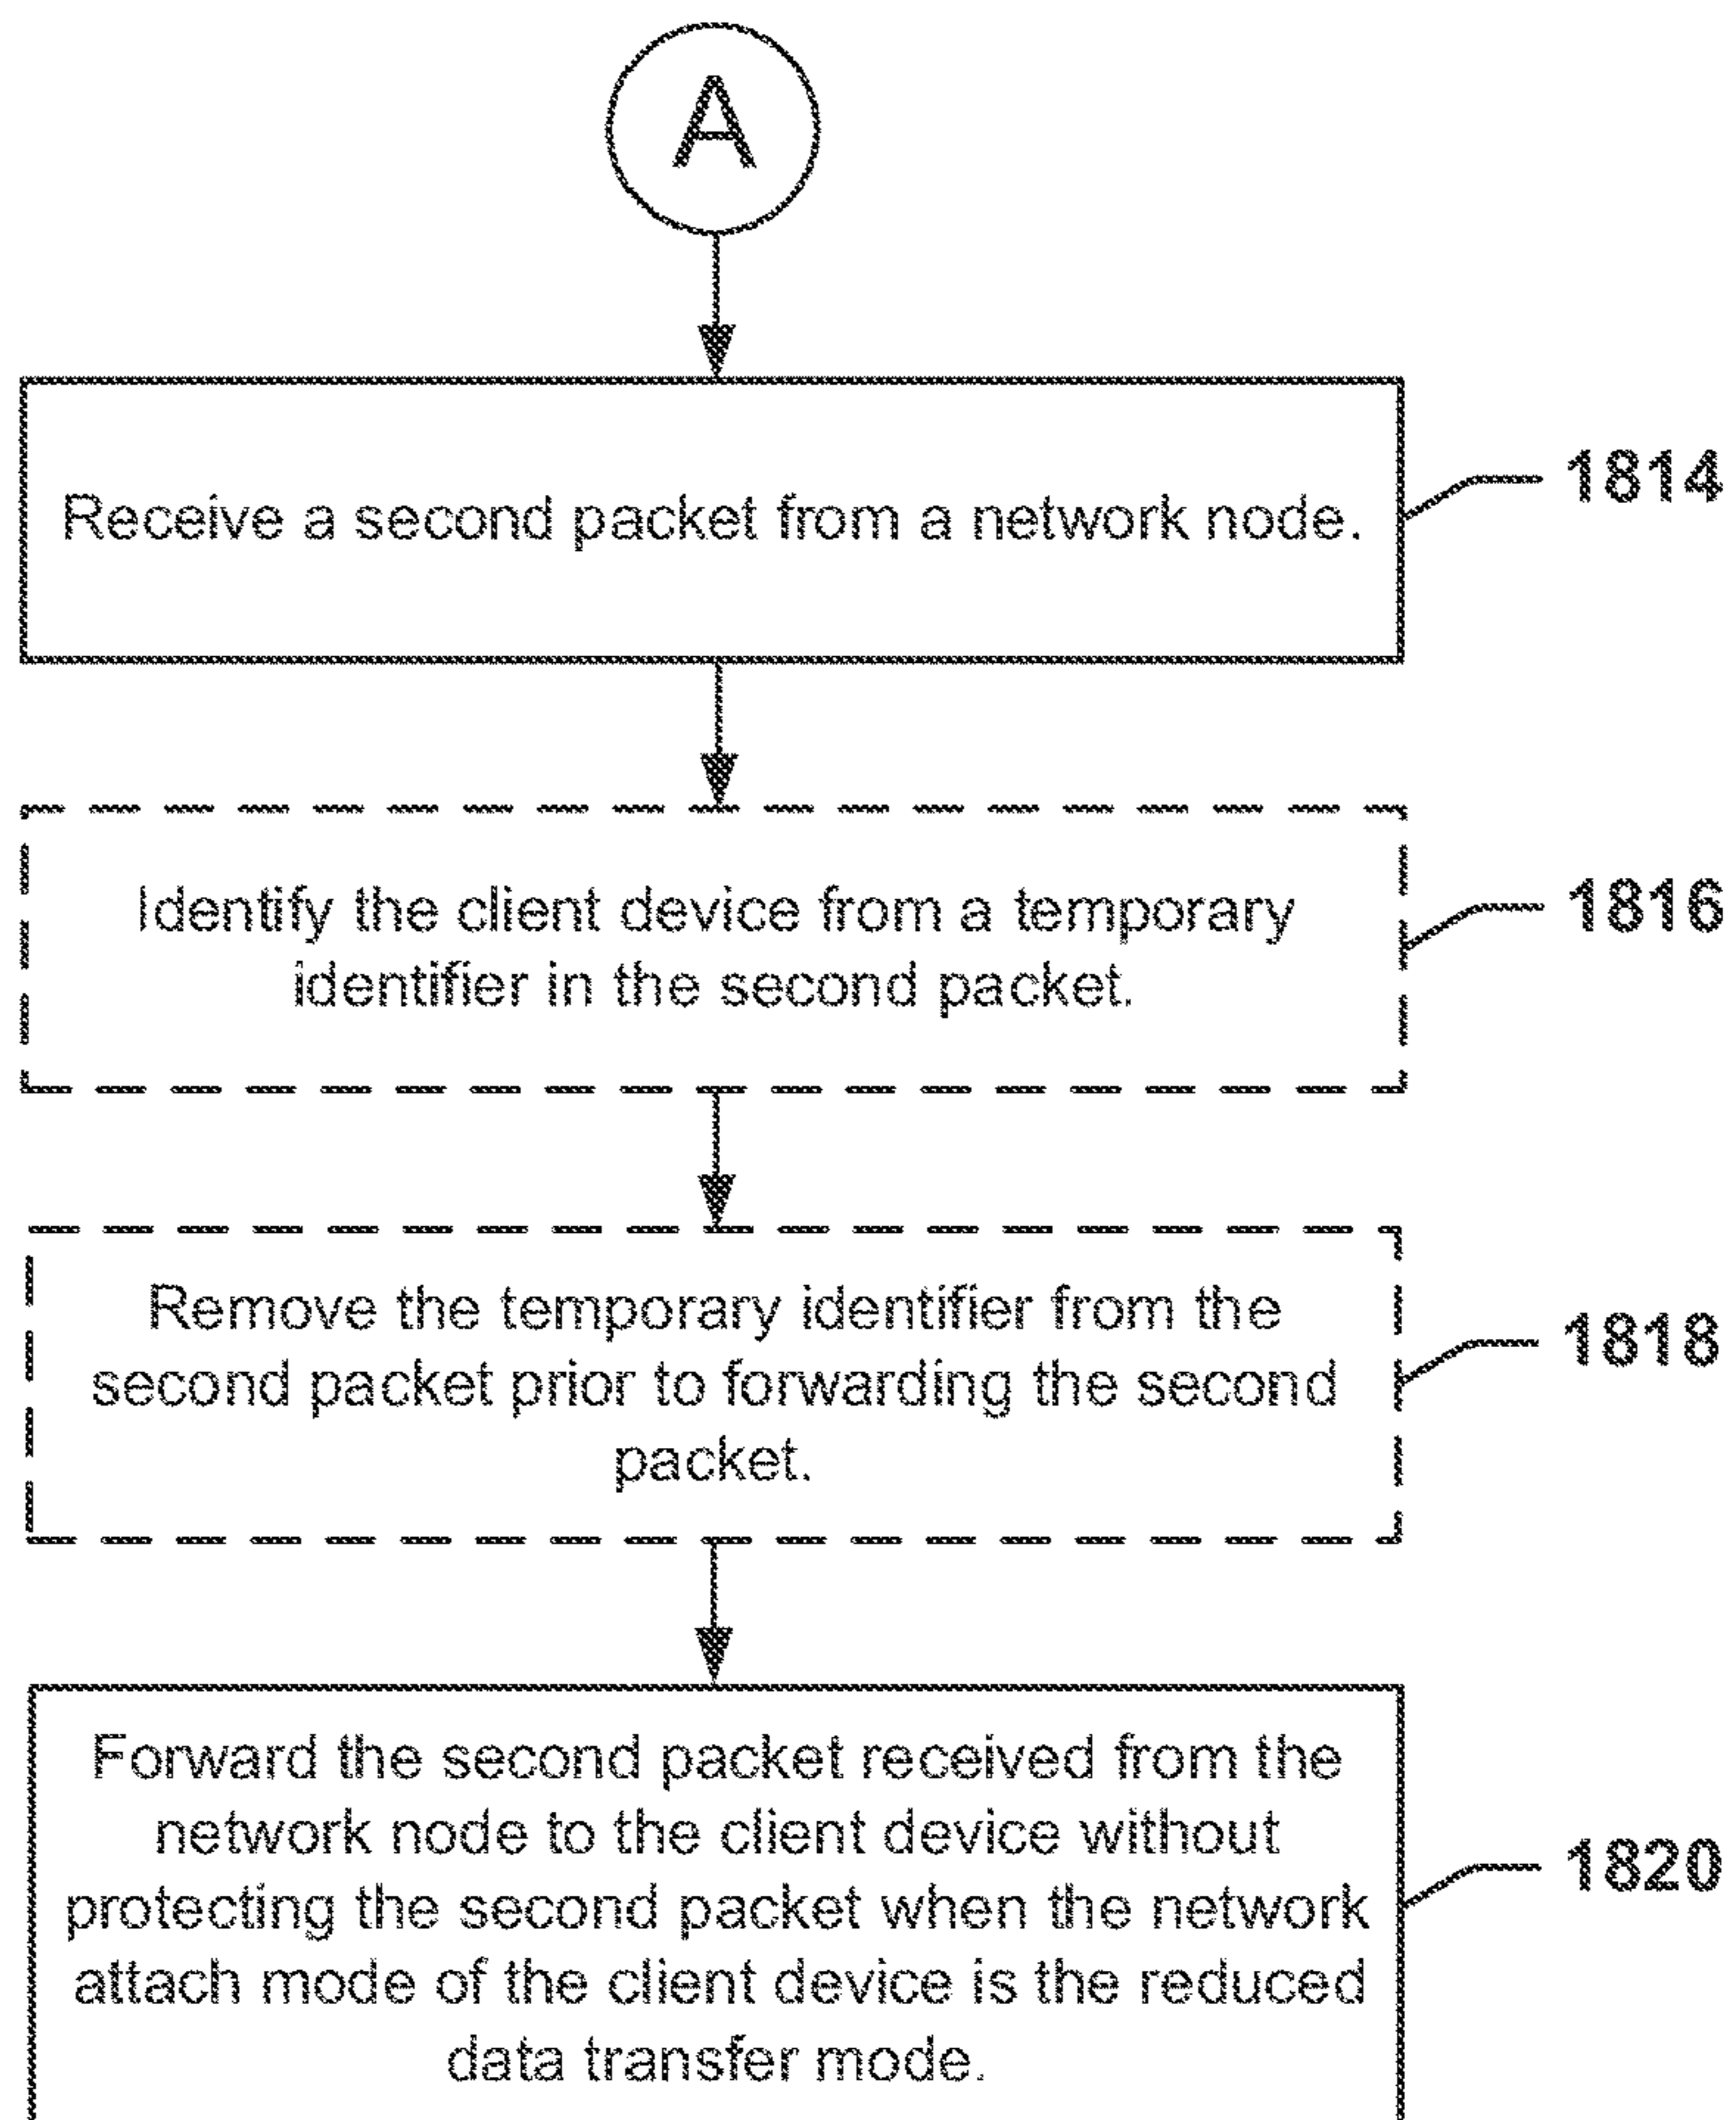 A
Receive a second packet from a network node.
1814
Identify the client device from a temporary
identifier in the second packet.
1816
Remove the temporary identifier from the
second packet prior to forwarding the second
packet.
1818
Forward the second packet received from the
network node to the client device without
protecting the second packet when the network
attach mode of the client device is the reduced
data transfer mode.
1820